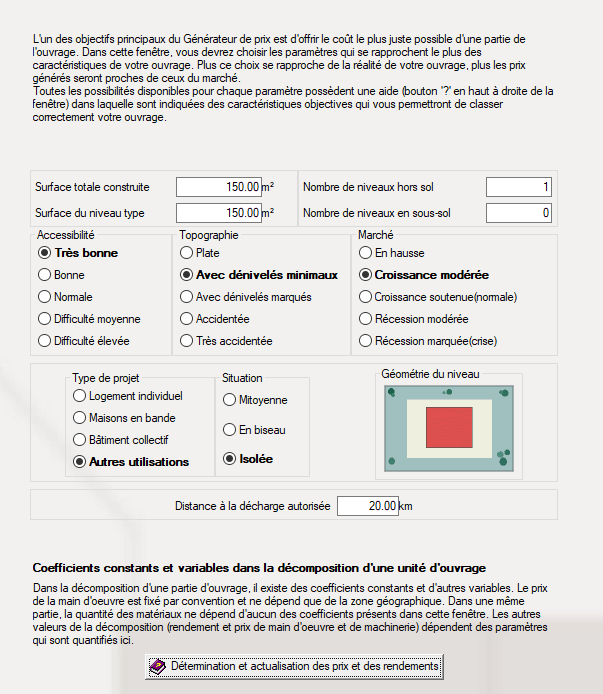 L'un des objectifs principaux du Générateur de prix est d'offrir le coût le plus juste possible d'une partie de
l'ouvrage. Dans cette fenêtre, vous devrez choisir les paramètres qui se rapprochent le plus des
caractéristiques de votre ouvrage. Plus ce choix se rapproche de la réalité de votre ouvrage, plus les prix
générés seront proches de ceux du marché.
Toutes les possibilités disponibles pour chaque paramètre possèdent une aide (bouton '?' en haut à droite de la
fenêtre) dans laquelle sont indiquées des caractéristiques objectives qui vous permettront de classer
correctement votre ouvrage.
Surface totale construite 150.00 m² Nombre de niveaux hors sol 1
Surface du niveau type 150.00 m² Nombre de niveaux en sous-sol 0
Accessibilité Topographie Marché
Très bonne Plate En hausse
Bonne Avec dénivelés minimaux Croissance modérée
Normale Avec dénivelés marqués Croissance soutenue(normale)
Difficulté moyenne Accidentée Récession modérée
Difficulté élevée Très accidentée Récession marquée(crise)
Type de projet Situation Géométrie du niveau
Logement individuel Mitoyenne
Maisons en bande
Bâtiment collectif En biseau
Autres utilisations Isolée
Distance à la décharge autorisée 20.00 km
Coefficients constants et variables dans la décomposition d'une unité d'ouvrage
Dans la décomposition d'une partie d'ouvrage, il existe des coefficients constants et d'autres variables. Le prix
de la main d'oeuvre est fixé par convention et ne dépend que de la zone géographique. Dans une même
partie, la quantité des matériaux ne dépend d'aucun des coefficients présents dans cette fenêtre. Les autres
valeurs de la décomposition (rendement et prix de main d'oeuvre et de machinerie) dépendent des paramètres
qui sont quantifiés ici.
Détermination et actualisation des prix et des rendements